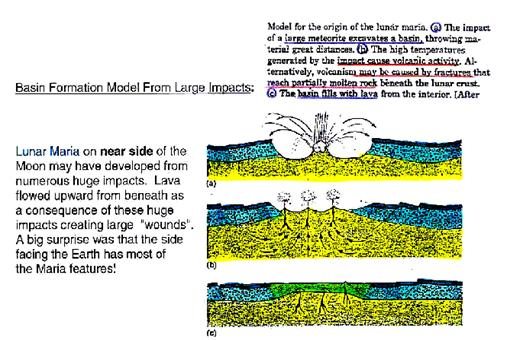 Model for the origin of the lunar maria. (a) The impact
of a large meteorite excavates a basin, throwing ma-
terial great distances. (b) The high temperatures
generated by the impact cause volcanic activity. Al-
ternatively, volcanism may be caused by fractures that
reach partially molten rock beneath the lunar crust.
(c) The basin fills with lava from the interior. [After
Basin Formation Model From Large Impacts:
Lunar Maria on near side of the
Moon may have developed from
numerous huge impacts. Lava
flowed upward from beneath as
a consequence of these huge
impacts creating large "wounds".
A big surprise was that the side
facing the Earth has most of
the Maria features!
(a)
(b)
(c)